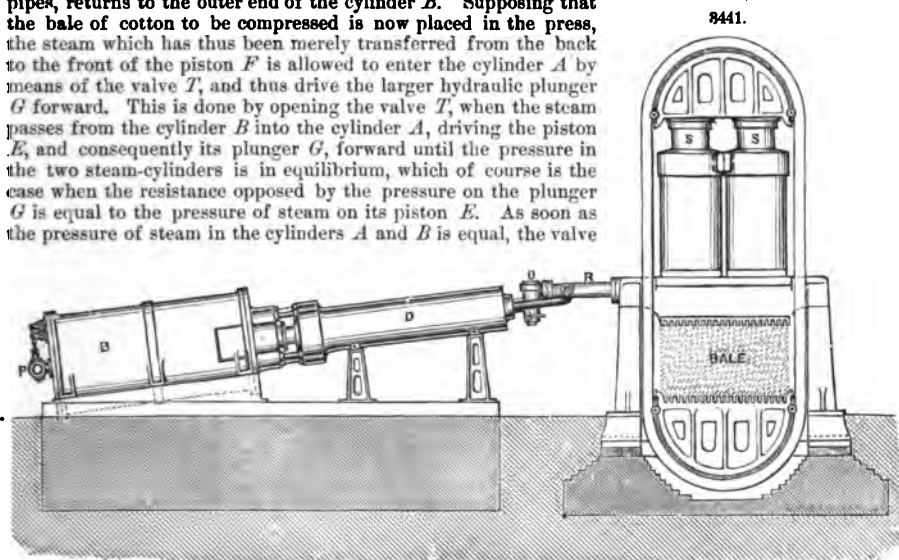 pipes, returns to the outer end of the cylinder B. Supposing that
the bale of cotton to be compressed is now placed in the press,
the steam which has thus been merely transferred from the back
to the front of the piston F is allowed to enter the cylinder A by
means of the valve T, and thus drive the larger hydraulic plunger
G forward. This is done by opening the valve T, when the steam
passes from the cylinder B into the cylinder A, driving the piston
E, and consequently its plunger G, forward until the pressure in
the two steam-cylinders is in equilibrium, which of course is the
case when the resistance opposed by the pressure on the plunger
G is equal to the pressure of steam on its piston E. As soon as
the pressure of steam in the cylinders A and B is equal, the valve
3441.
S S
U R
D
B
P
BALE